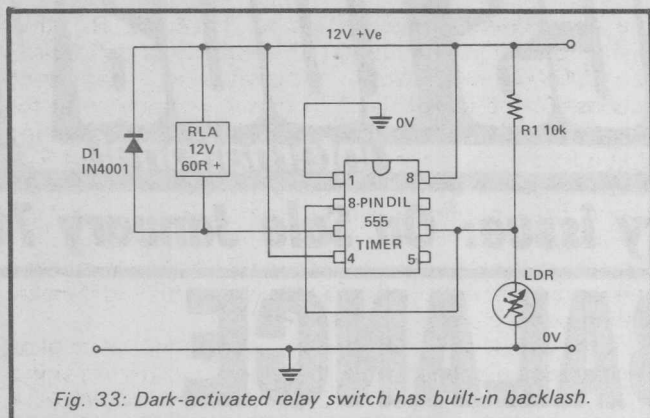 12V +Ve
0V
R1 10k
D1
IN4001
RLA
12V
60R +
1
8
8-PIN DIL
555
TIMER
4
5
LDR
0V
Fig. 33: Dark-activated relay switch has built-in backlash.